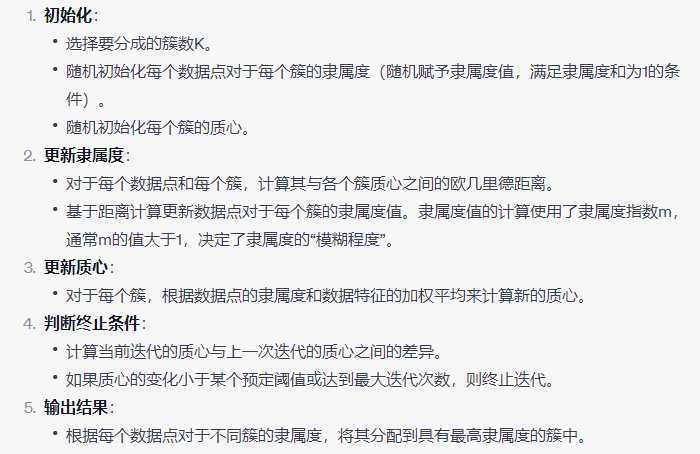 1. 初始化：
• 选择要分成的簇数K。
• 随机初始化每个数据点对于每个簇的隶属度（随机赋予隶属度值，满足隶属度和为1的条
件）。
• 随机初始化每个簇的质心。
2. 更新隶属度：
• 对于每个数据点和每个簇，计算其与各个簇质心之间的欧几里德距离。
• 基于距离计算更新数据点对于每个簇的隶属度值。隶属度值的计算使用了隶属度指数m，
通常m的值大于1，决定了隶属度的“模糊程度”。
3. 更新质心：
• 对于每个簇，根据数据点的隶属度和数据特征的加权平均来计算新的质心。
4. 判断终止条件：
• 计算当前迭代的质心与上一次迭代的质心之间的差异。
• 如果质心的变化小于某个预定阈值或达到最大迭代次数，则终止迭代。
5. 输出结果：
• 根据每个数据点对于不同簇的隶属度，将其分配到具有最高隶属度的簇中。